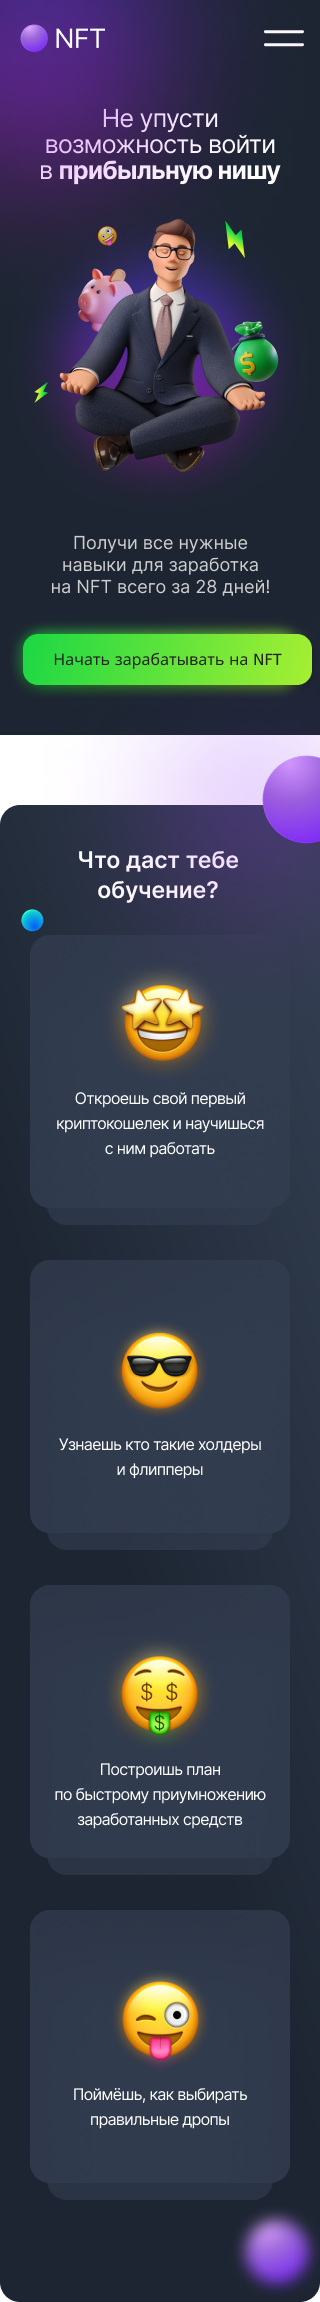 NFT
Не упусти
возможность войти
в прибыльную нишу
$
Получи все нужные
навыки для заработка
на NFT всего за 28 дней!
Начать зарабатывать на NFT
Что даст тебе
обучение?
Откроешь свой первый
криптокошелек и научишься
с ним работать
Узнаешь кто такие холдеры
и флипперы
$ $
$
Построишь план
по быстрому приумножению
заработанных средств
Поймёшь, как выбирать
правильные дропы